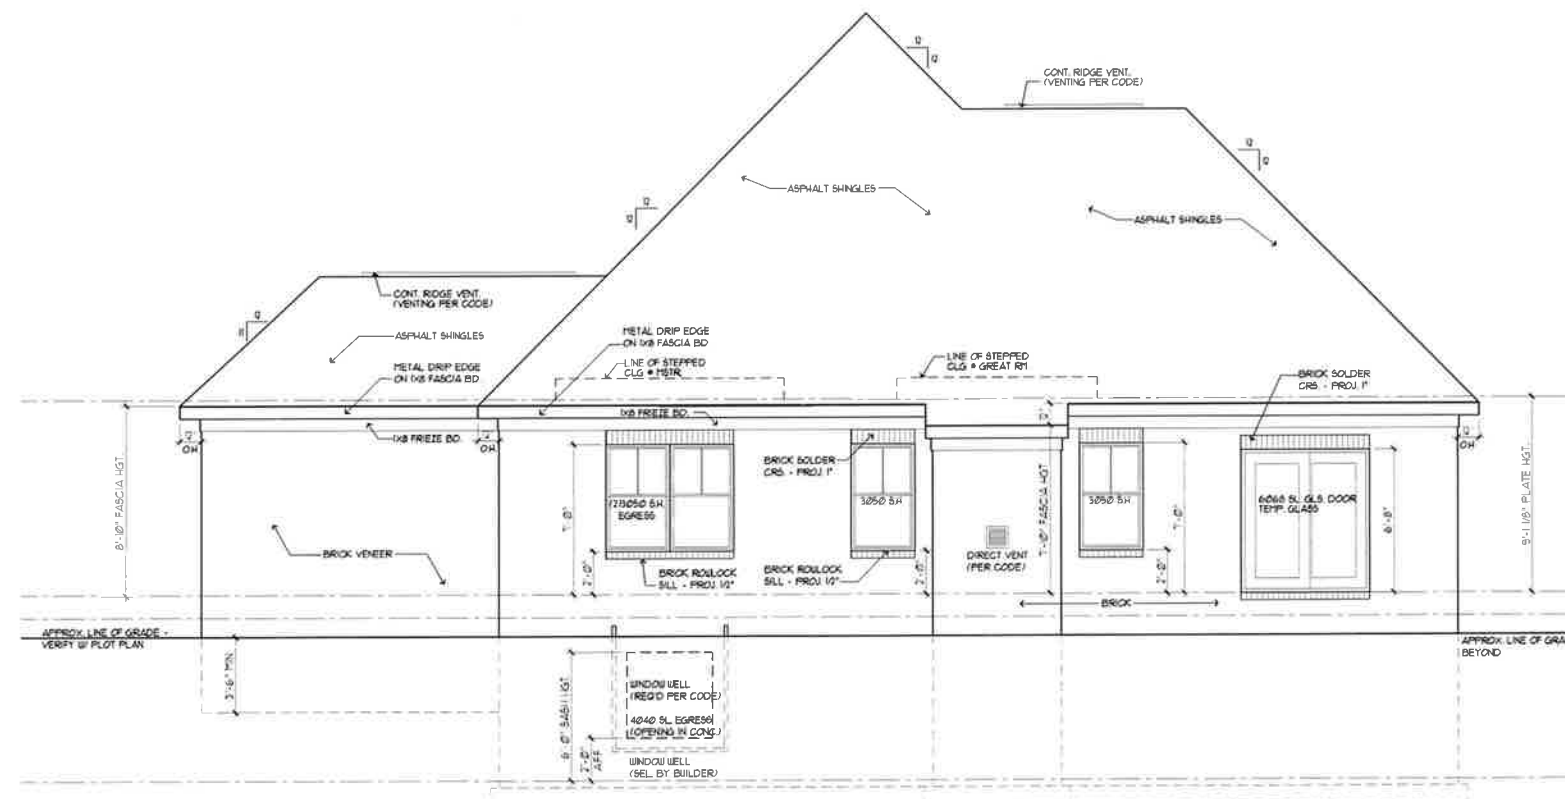 12
12
CONT. RIDGE VENT.
(VENTING PER CODE)
12
12
ASPHALT SHINGLES
12
12
ASPHALT SHINGLES
CONT. RIDGE VENT.
(VENTING PER CODE)
12
ASPHALT SHINGLES
METAL DRIP EDGE
ON 1X8 FASCIA BD
METAL DRIP EDGE
ON 1X8 FASCIA BD
LINE OF STEPPED
CLG @ MSTR.
LINE OF STEPPED
CLG @ GREAT RM
BRICK SOLDER
CRS. - PROJ. 1"
1X8 FRIEZE BD.
1X8 FRIEZE BD.
12
OH
12
OH
12
OH
8'-10" FASCIA HGT.
7'-0"
BRICK SOLDER
CRS. - PROJ. 1"
(2)3050 S.H.
EGRESS
3050 S.H.
3050 S.H.
6068 SL. GLS. DOOR
TEMP. GLASS
7'-10" FASCIA HGT.
7'-0"
6'-8"
9'-1 1/8" PLATE HGT.
BRICK VENEER
2'-0"
BRICK ROWLOCK
SILL - PROJ. 1/2"
BRICK ROWLOCK
SILL - PROJ. 1/2"
2'-0"
DIRECT VENT
(PER CODE)
2'-0"
BRICK
APPROX. LINE OF GRADE -
VERIFY W/ PLOT PLAN
APPROX. LINE OF GRA
BEYOND
3'-6" MIN
6'-0" SASH HGT.
WINDOW WELL
(REQ'D PER CODE)
4040 SL. EGRESS
(OPENING IN CONC.)
2'-0"
AFF
WINDOW WELL
(SEL. BY BUILDER)